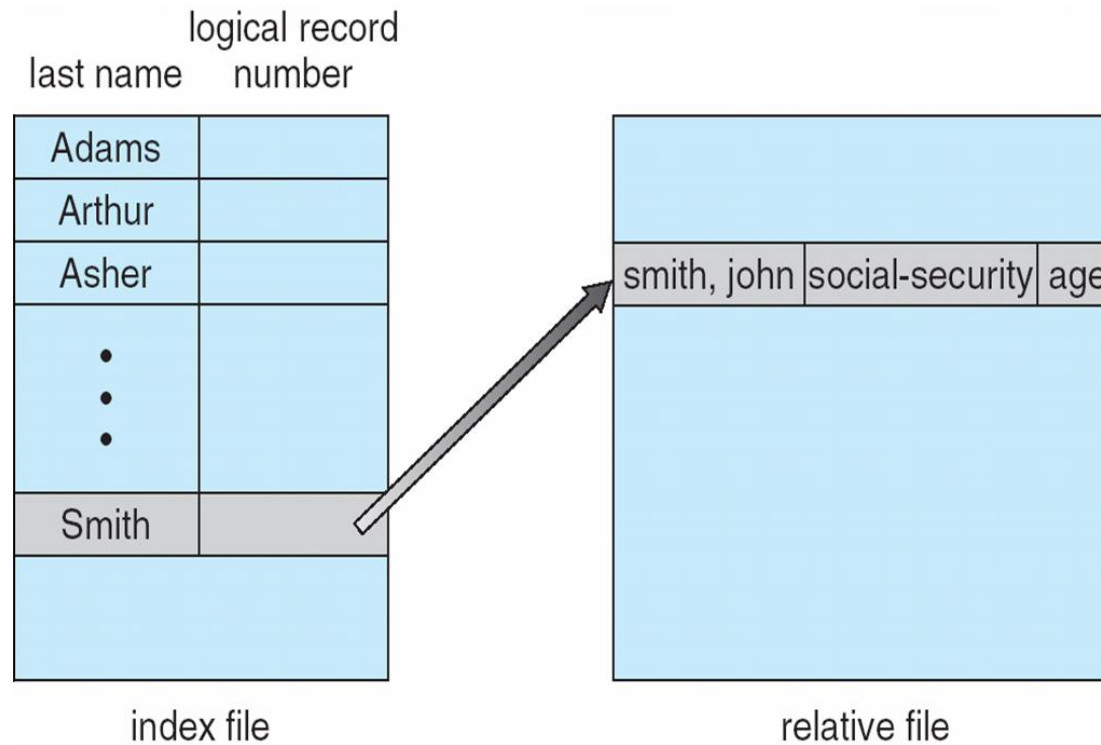 logical record
last name number
Adams
Arthur
Asher
Smith
smith, john social-security age
index file
relative file